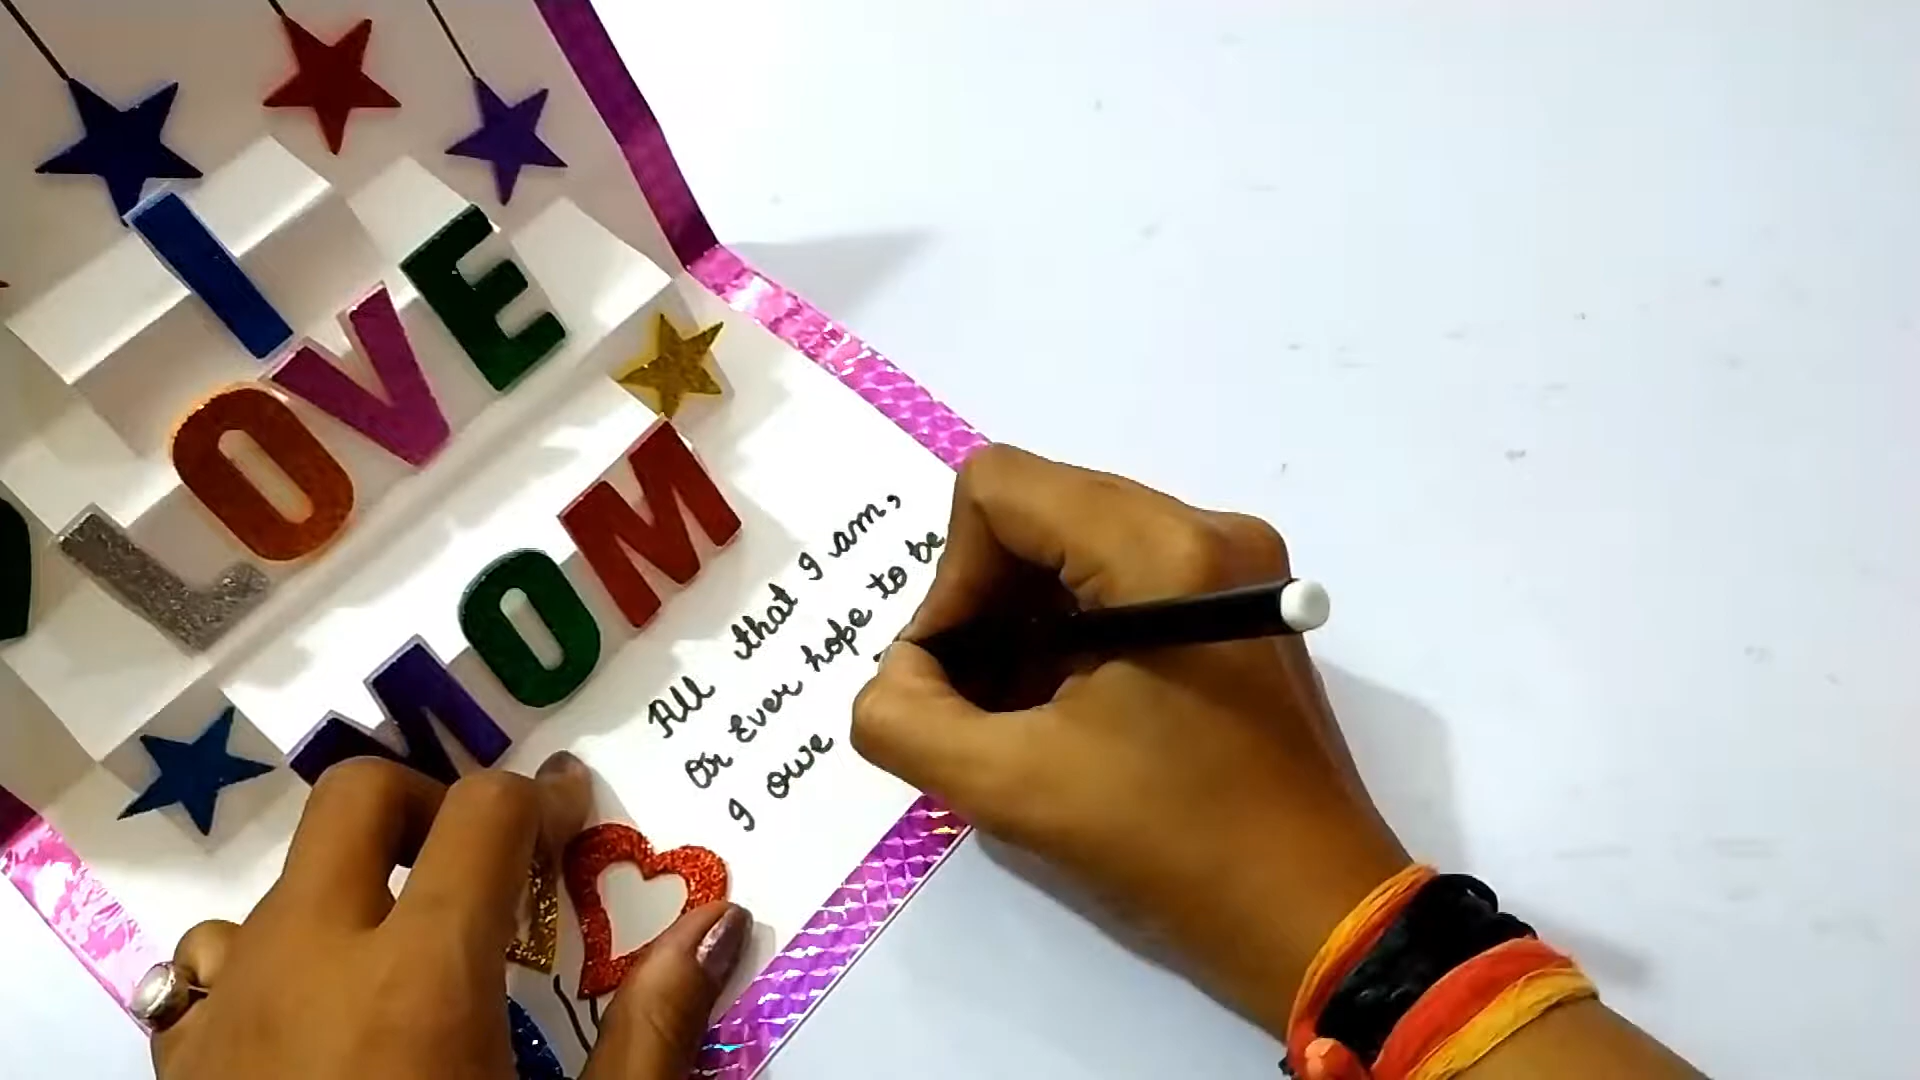 I
LOVE
MOM
All that I am,
Or Ever hope to be
I owe